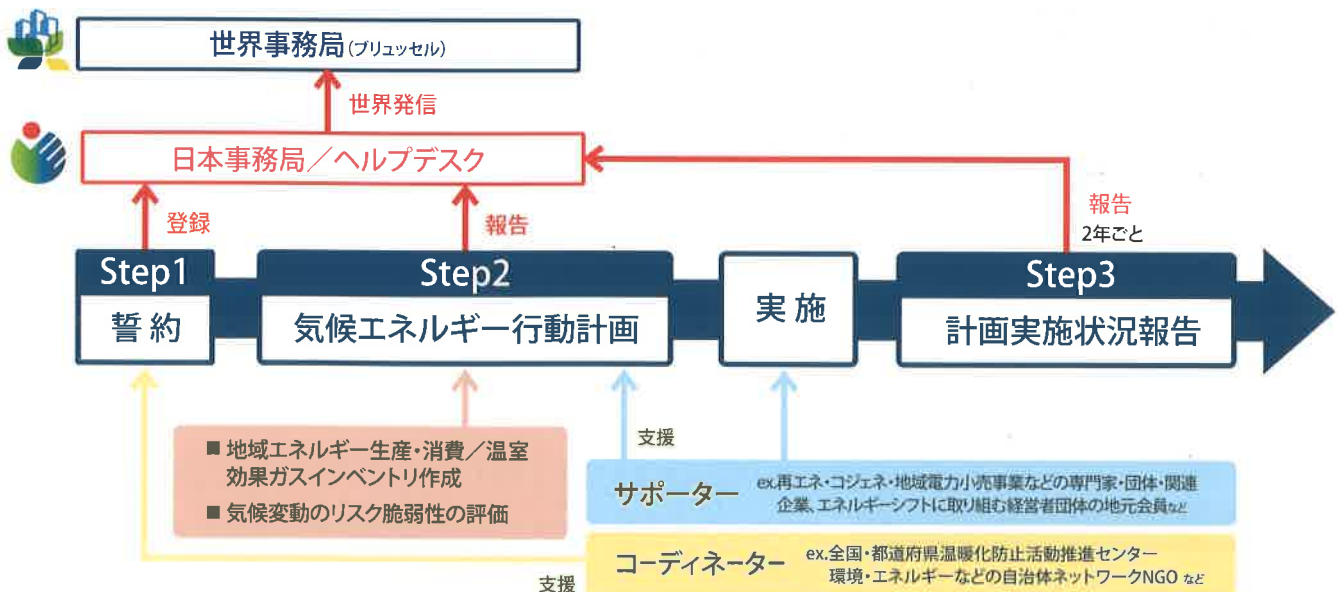 世界事務局(ブリュッセル)
世界発信
日本事務局/ヘルプデスク
登録
報告
報告
2年ごと
Step1
誓約
Step2
気候エネルギー行動計画
実施
Step3
計画実施状況報告
■ 地域エネルギー生産・消費/温室
効果ガスインベントリ作成
■ 気候変動のリスク脆弱性の評価
支援
サポーター
ex.再エネ・コジェネ・地域電力小売事業などの専門家・団体・関連
企業、エネルギーシフトに取り組む経営者団体の地元会員など
支援
コーディネーター
ex.全国・都道府県温暖化防止活動推進センター
環境・エネルギーなどの自治体ネットワークNGO など